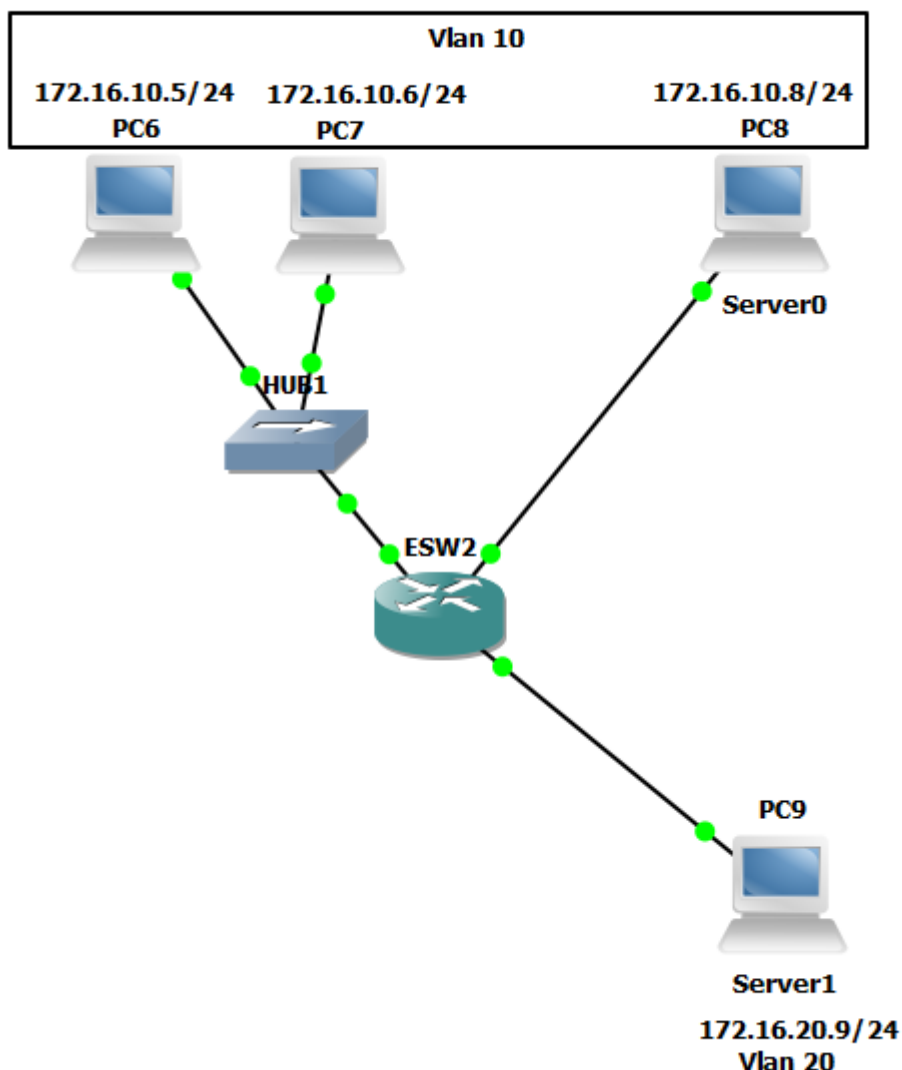 Vlan 10
172.16.10.5/24 172.16.10.6/24 172.16.10.8/24
PC6 PC7 PC8
Server0
HUB1
ESW2
PC9
Server1
172.16.20.9/24
Vlan 20